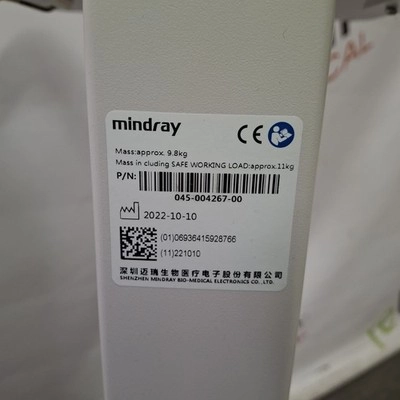 mindray
CE
Mass:approx. 9.8kg
Mass in cluding SAFE WORKING LOAD:approx.11kg
P/N:
045-004267-00
2022-10-10
(01)06936415928766
(11)221010
深圳迈瑞生物医疗电子股份有限公司
SHENZHEN MINDRAY BIO-MEDICAL ELECTRONICS CO.,LTD.